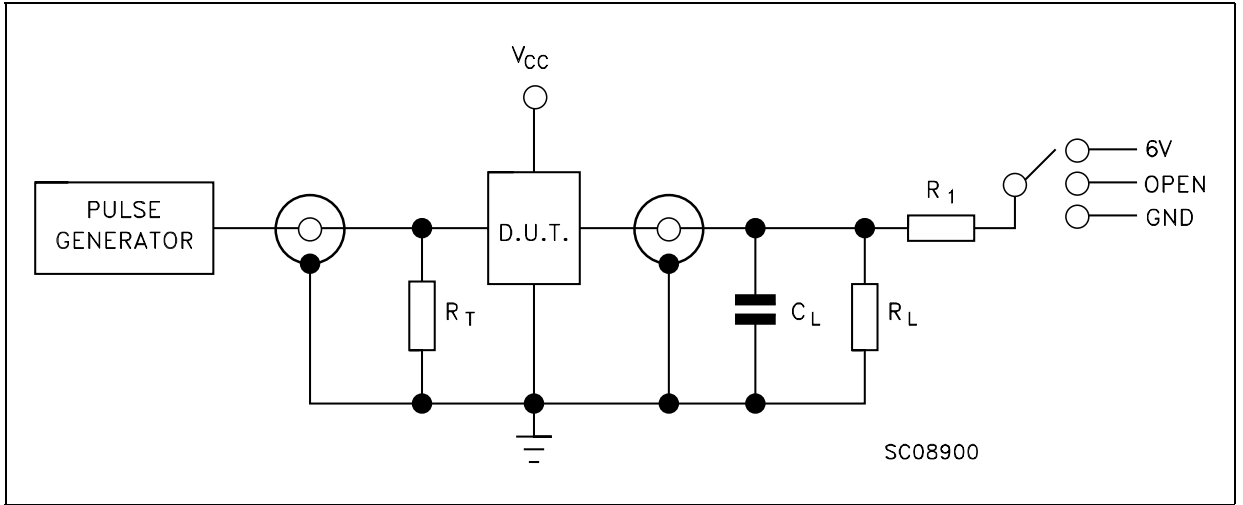 VCC
PULSE
GENERATOR
D.U.T.
RT
CL
RL
R1
6V
OPEN
GND
SC08900